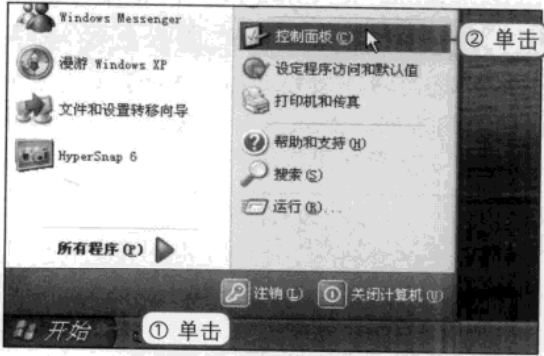 Windows Messenger
漫游 Windows XP
文件和设置转移向导
HyperSnap 6
所有程序(P)
控制面板(C)
② 单击
设定程序访问和默认值
打印机和传真
帮助和支持(H)
搜索(S)
运行(R)...
注销(L)
关闭计算机(U)
开始
① 单击